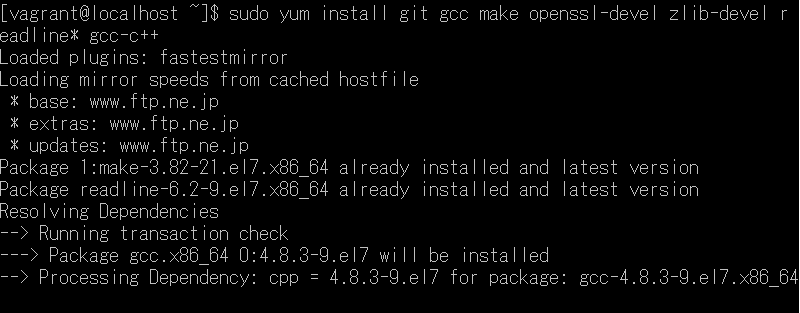 [vagrant@localhost ~]$ sudo yum install git gcc make openssl-devel zlib-devel r
eadline* gcc-c++
Loaded plugins: fastestmirror
Loading mirror speeds from cached hostfile
 * base: www.ftp.ne.jp
 * extras: www.ftp.ne.jp
 * updates: www.ftp.ne.jp
Package 1:make-3.82-21.el7.x86_64 already installed and latest version
Package readline-6.2-9.el7.x86_64 already installed and latest version
Resolving Dependencies
--> Running transaction check
---> Package gcc.x86_64 0:4.8.3-9.el7 will be installed
--> Processing Dependency: cpp = 4.8.3-9.el7 for package: gcc-4.8.3-9.el7.x86_64